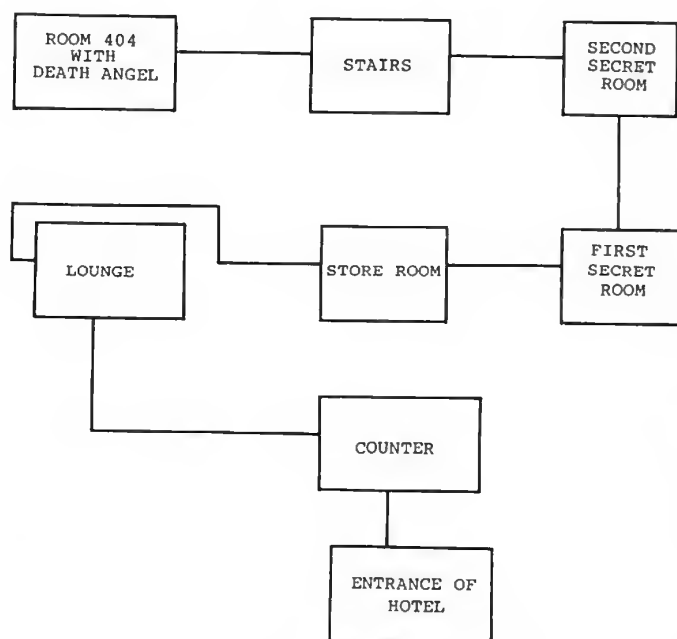 ROOM 404
WITH
DEATH ANGEL
STAIRS
SECOND
SECRET
ROOM
LOUNGE
STORE ROOM
FIRST
SECRET
ROOM
COUNTER
ENTRANCE OF
HOTEL